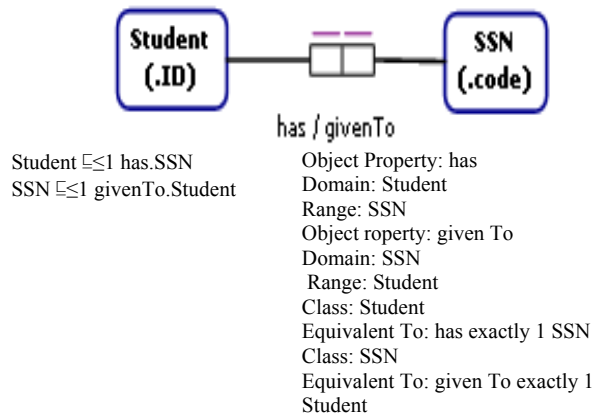 Student
(.ID)
SSN
(.code)
has / givenTo
Student ⊑≤1 has.SSN
SSN ⊑≤1 givenTo.Student
Object Property: has
Domain: Student
Range: SSN
Object roperty: given To
Domain: SSN
Range: Student
Class: Student
Equivalent To: has exactly 1 SSN
Class: SSN
Equivalent To: given To exactly 1
Student